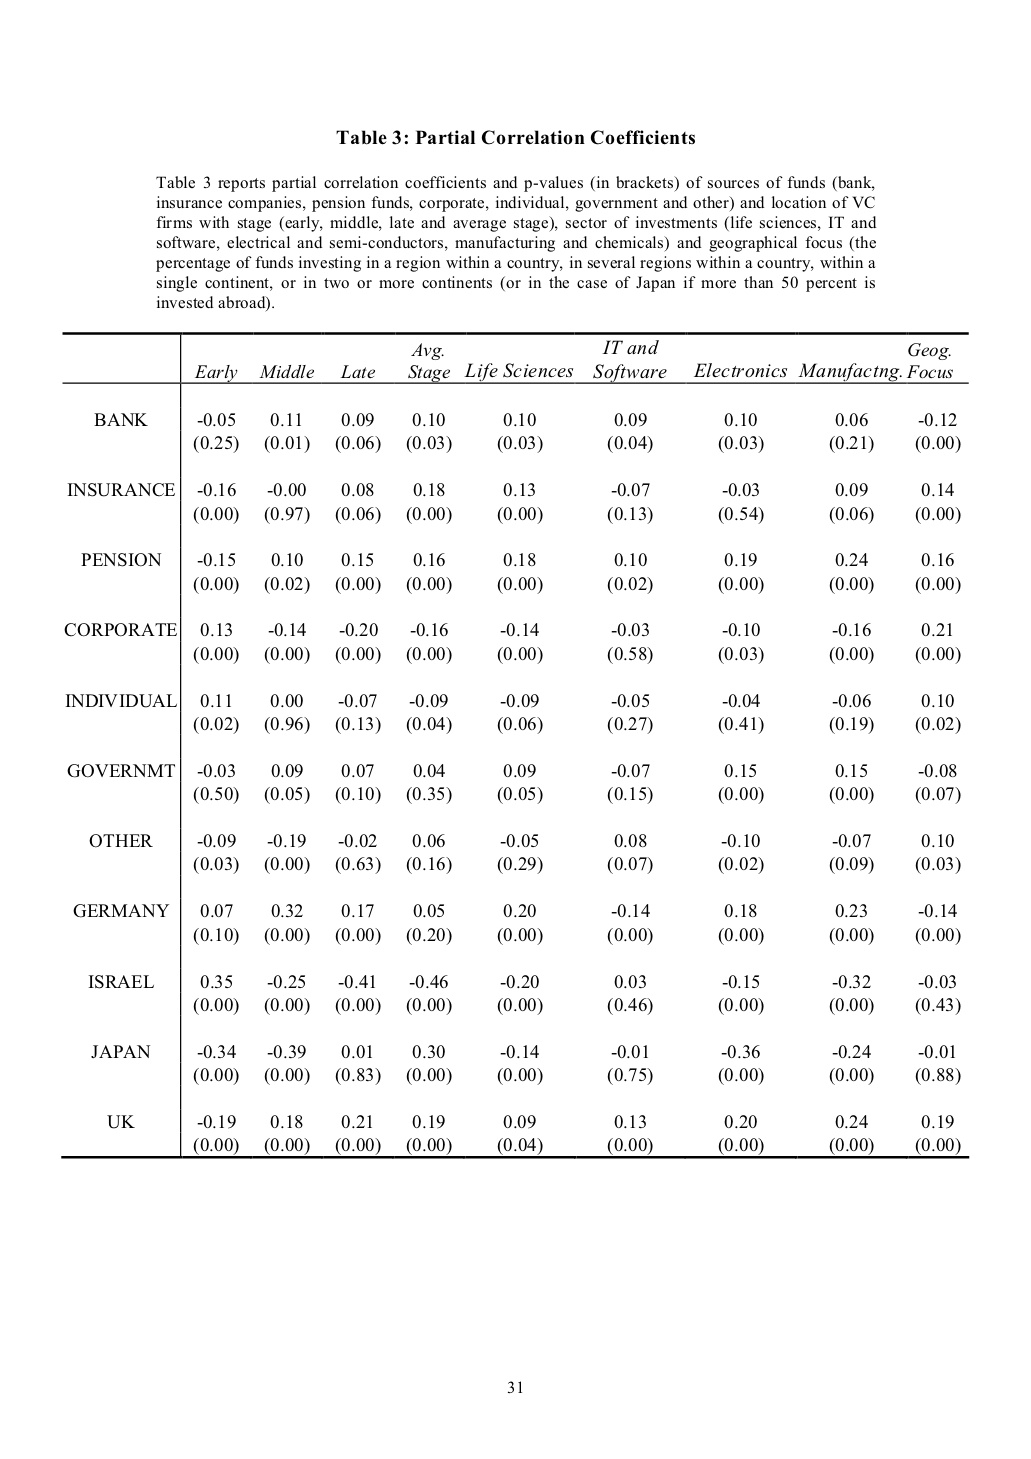 Table 3: Partial Correlation Coefficients
Table 3 reports partial correlation coefficients and p-values (in brackets) of sources of funds (bank,
insurance companies, pension funds, corporate, individual, government and other) and location of VC
firms with stage (early, middle, late and average stage), sector of investments (life sciences, IT and
software, electrical and semi-conductors, manufacturing and chemicals) and geographical focus (the
percentage of funds investing in a region within a country, in several regions within a country, within a
single continent, or in two or more continents (or in the case of Japan if more than 50 percent is
invested abroad).
Avg. IT and Geog.
Early Middle Late Stage Life Sciences Software Electronics Manufactng. Focus
BANK -0.05 0.11 0.09 0.10 0.10 0.09 0.10 0.06 -0.12
(0.25) (0.01) (0.06) (0.03) (0.03) (0.04) (0.03) (0.21) (0.00)
INSURANCE -0.16 -0.00 0.08 0.18 0.13 -0.07 -0.03 0.09 0.14
(0.00) (0.97) (0.06) (0.00) (0.00) (0.13) (0.54) (0.06) (0.00)
PENSION -0.15 0.10 0.15 0.16 0.18 0.10 0.19 0.24 0.16
(0.00) (0.02) (0.00) (0.00) (0.00) (0.02) (0.00) (0.00) (0.00)
CORPORATE 0.13 -0.14 -0.20 -0.16 -0.14 -0.03 -0.10 -0.16 0.21
(0.00) (0.00) (0.00) (0.00) (0.00) (0.58) (0.03) (0.00) (0.00)
INDIVIDUAL 0.11 0.00 -0.07 -0.09 -0.09 -0.05 -0.04 -0.06 0.10
(0.02) (0.96) (0.13) (0.04) (0.06) (0.27) (0.41) (0.19) (0.02)
GOVERNMT -0.03 0.09 0.07 0.04 0.09 -0.07 0.15 0.15 -0.08
(0.50) (0.05) (0.10) (0.35) (0.05) (0.15) (0.00) (0.00) (0.07)
OTHER -0.09 -0.19 -0.02 0.06 -0.05 0.08 -0.10 -0.07 0.10
(0.03) (0.00) (0.63) (0.16) (0.29) (0.07) (0.02) (0.09) (0.03)
GERMANY 0.07 0.32 0.17 0.05 0.20 -0.14 0.18 0.23 -0.14
(0.10) (0.00) (0.00) (0.20) (0.00) (0.00) (0.00) (0.00) (0.00)
ISRAEL 0.35 -0.25 -0.41 -0.46 -0.20 0.03 -0.15 -0.32 -0.03
(0.00) (0.00) (0.00) (0.00) (0.00) (0.46) (0.00) (0.00) (0.43)
JAPAN -0.34 -0.39 0.01 0.30 -0.14 -0.01 -0.36 -0.24 -0.01
(0.00) (0.00) (0.83) (0.00) (0.00) (0.75) (0.00) (0.00) (0.88)
UK -0.19 0.18 0.21 0.19 0.09 0.13 0.20 0.24 0.19
(0.00) (0.00) (0.00) (0.00) (0.04) (0.00) (0.00) (0.00) (0.00)
31